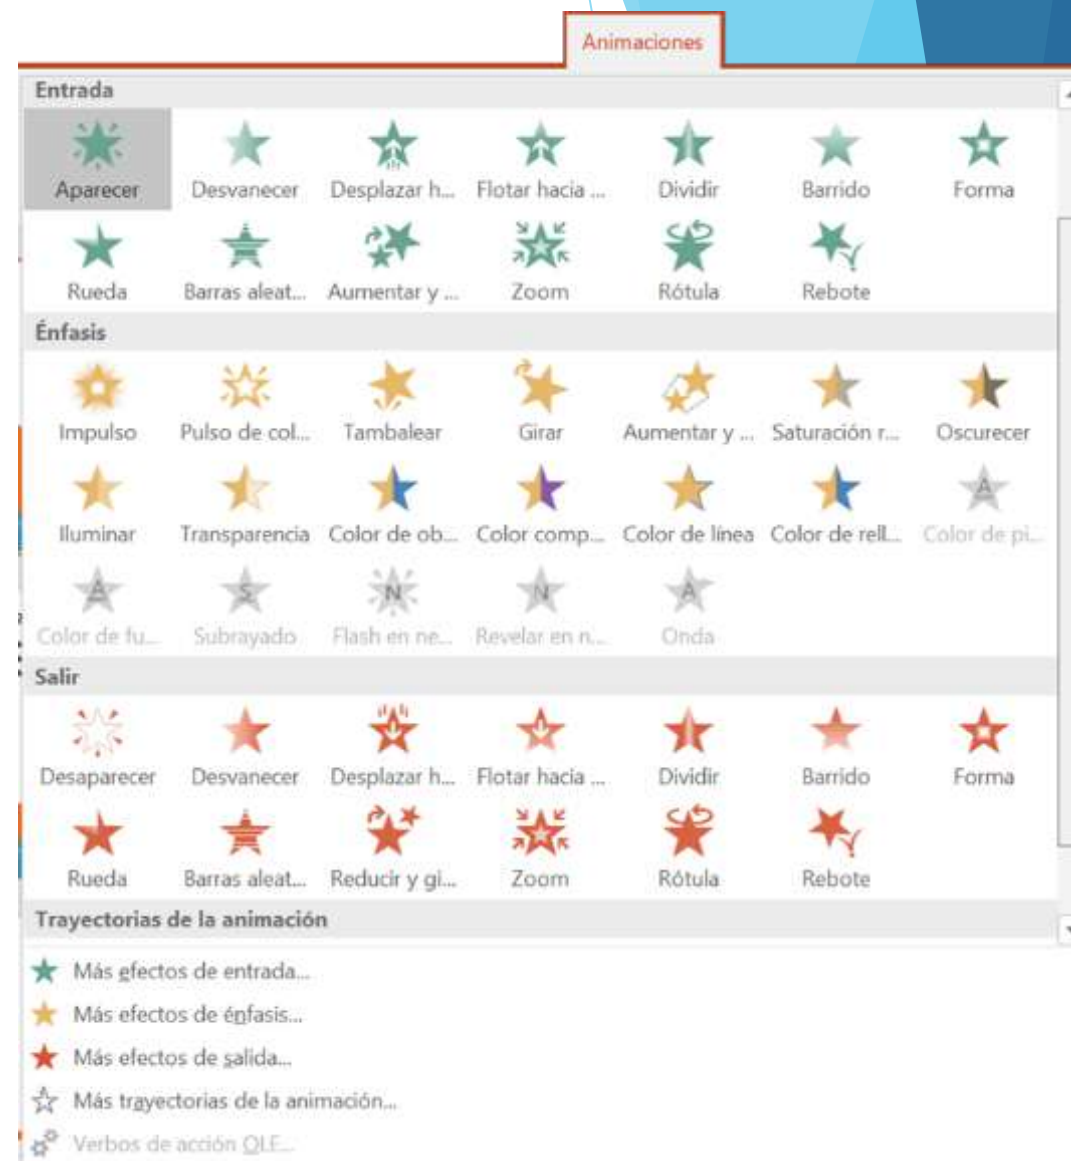 Animaciones
Entrada
Aparecer Desvanecer Desplazar h... Flotar hacia ... Dividir Barrido Forma
Rueda Barras aleat... Aumentar y ... Zoom Rótula Rebote
Énfasis
Impulso Pulso de col... Tambalear Girar Aumentar y ... Saturación r... Oscurecer
Iluminar Transparencia Color de ob... Color comp... Color de línea Color de rell... Color de pi...
A
A S N N A
Color de fu... Subrayado Flash en ne... Revelar en n... Onda
Salir
Desaparecer Desvanecer Desplazar h... Flotar hacia ... Dividir Barrido Forma
Rueda Barras aleat... Reducir y gi... Zoom Rótula Rebote
Trayectorias de la animación
Más efectos de entrada...
Más efectos de énfasis...
Más efectos de salida...
Más trayectorias de la animación...
Verbos de acción OLE...